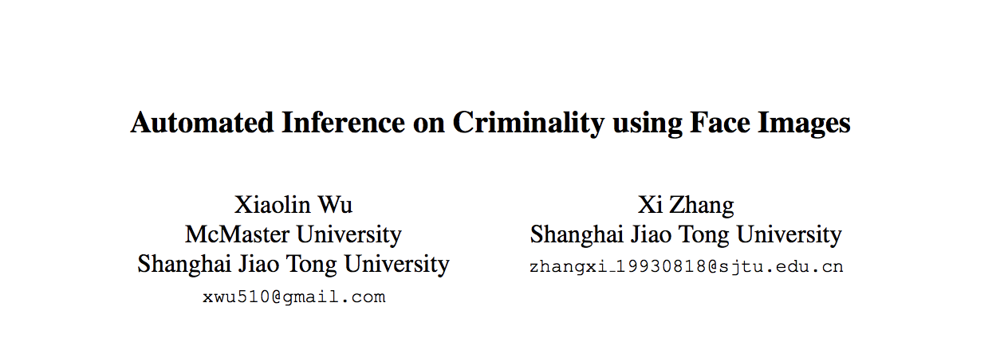 Automated Inference on Criminality using Face Images
Xiaolin Wu
McMaster University
Shanghai Jiao Tong University
xwu510@gmail.com
Xi Zhang
Shanghai Jiao Tong University
zhangxi_19930818@sjtu.edu.cn